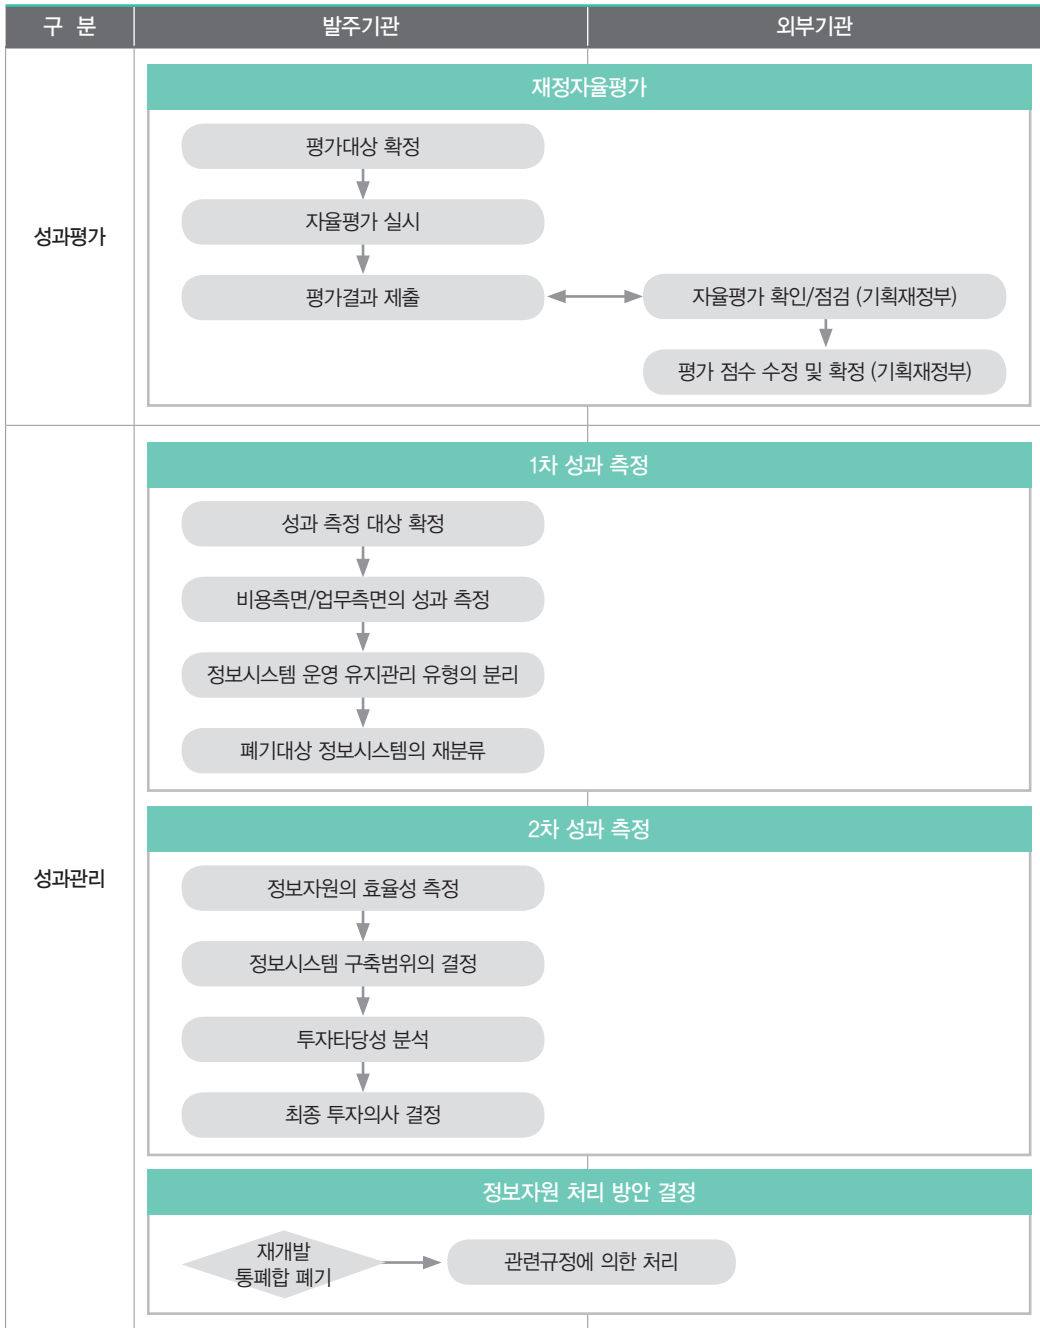 구 분 발주기관 외부기관
성과평가
재정자율평가
평가대상 확정
자율평가 실시
평가결과 제출
자율평가 확인/점검 (기획재정부)
평가 점수 수정 및 확정 (기획재정부)
성과관리
1차 성과 측정
성과 측정 대상 확정
비용측면/업무측면의 성과 측정
정보시스템 운영 유지관리 유형의 분리
폐기대상 정보시스템의 재분류
2차 성과 측정
정보자원의 효율성 측정
정보시스템 구축범위의 결정
투자타당성 분석
최종 투자의사 결정
정보자원 처리 방안 결정
재개발
통폐합 폐기
관련규정에 의한 처리